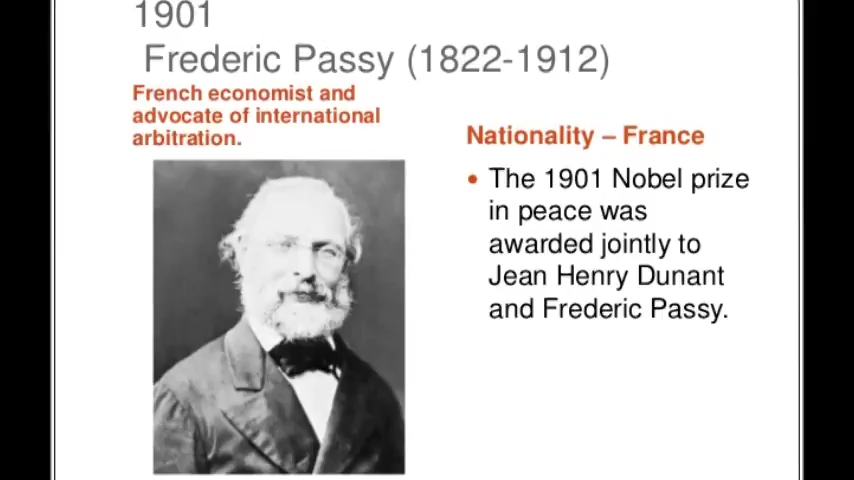 1901
Frederic Passy (1822-1912)
French economist and
advocate of international
arbitration.
Nationality – France
• The 1901 Nobel prize
in peace was
awarded jointly to
Jean Henry Dunant
and Frederic Passy.